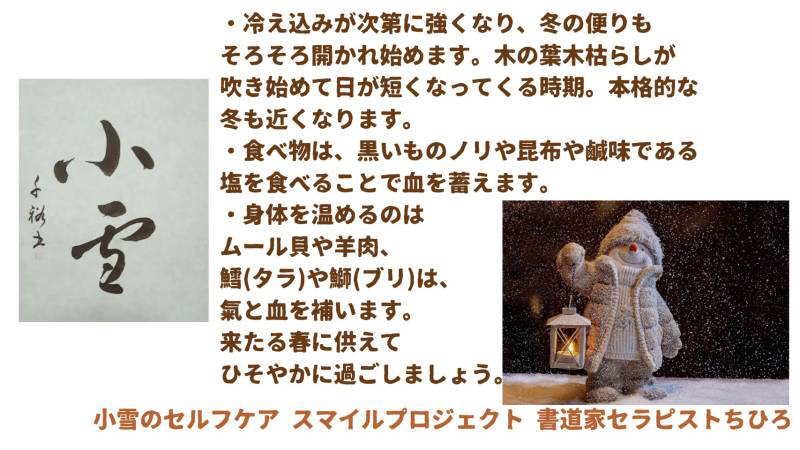 ・冷え込みが次第に強くなり、冬の便りも
そろそろ開かれ始めます。木の葉木枯らしが
吹き始めて日が短くなってくる時期。本格的な
冬も近くなります。
・食べ物は、黒いものノリや昆布や鹹味である
塩を食べることで血を蓄えます。
・身体を温めるのは
ムール貝や羊肉、
鱈(タラ)や鰤(ブリ)は、
氣と血を補います。
来たる春に供えて
ひそやかに過ごしましょう。
小雪
小雪のセルフケア スマイルプロジェクト 書道家セラピストちひろ